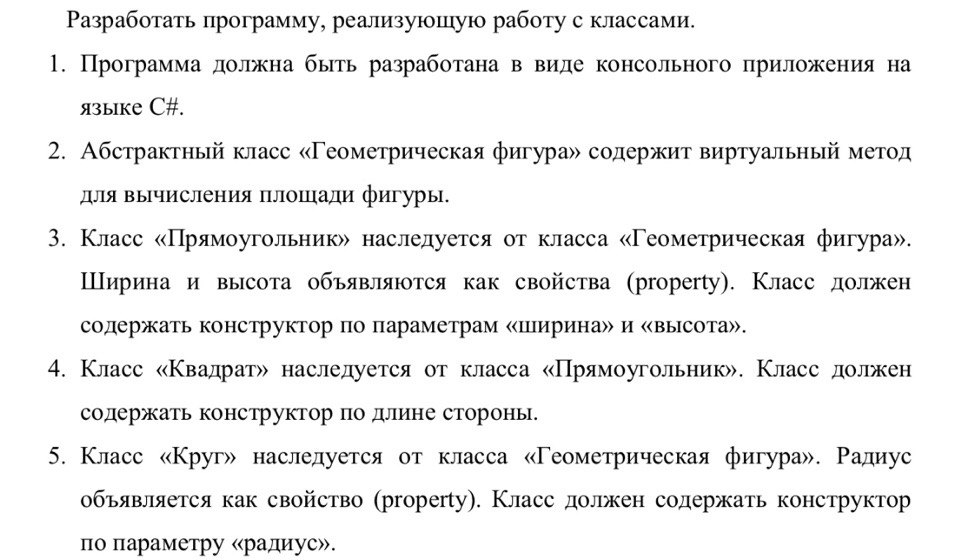 Разработать программу, реализующую работу с классами.
1. Программа должна быть разработана в виде консольного приложения на
языке C#.
2. Абстрактный класс «Геометрическая фигура» содержит виртуальный метод
для вычисления площади фигуры.
3. Класс «Прямоугольник» наследуется от класса «Геометрическая фигура».
Ширина и высота объявляются как свойства (property). Класс должен
содержать конструктор по параметрам «ширина» и «высота».
4. Класс «Квадрат» наследуется от класса «Прямоугольник». Класс должен
содержать конструктор по длине стороны.
5. Класс «Круг» наследуется от класса «Геометрическая фигура». Радиус
объявляется как свойство (property). Класс должен содержать конструктор
по параметру «радиус».